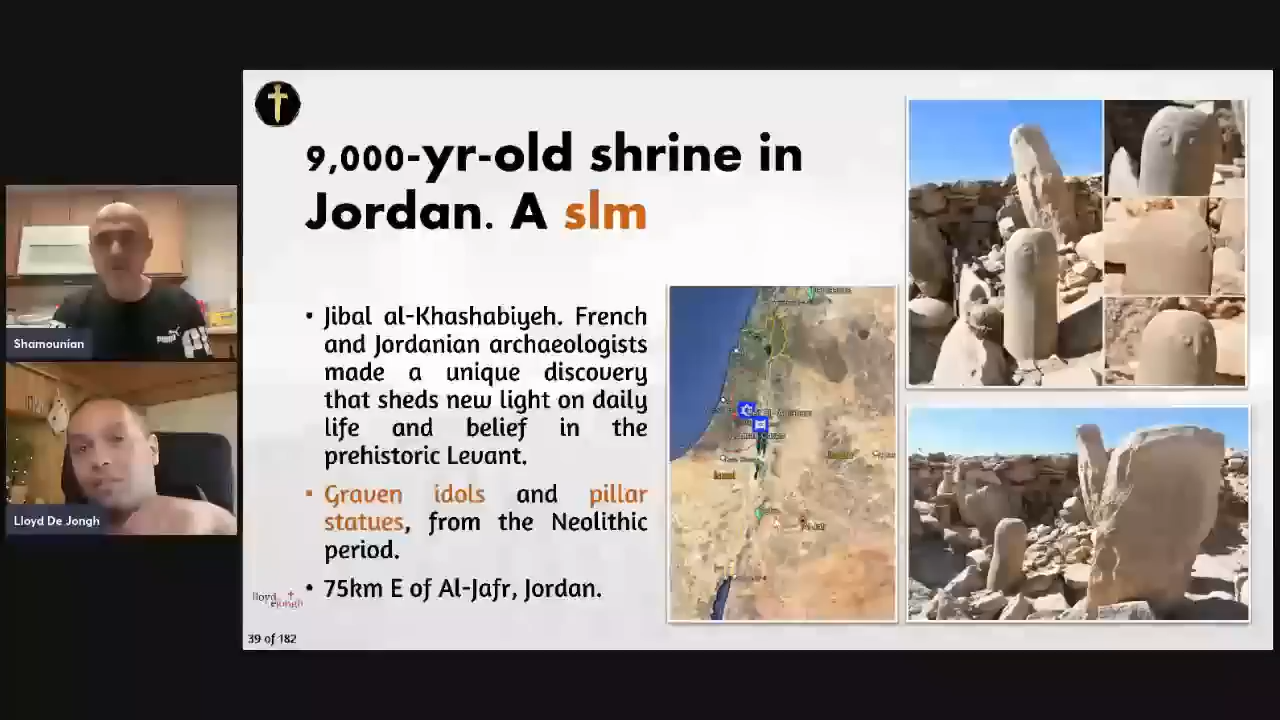 9,000-yr-old shrine in
Jordan. A slm
• Jibal al-Khashabiyeh. French
and Jordanian archaeologists
made a unique discovery
that sheds new light on daily
life and belief in the
prehistoric Levant.
• Graven idols and pillar
statues, from the Neolithic
period.
• 75km E of Al-Jafr, Jordan.
Shamounian
Lloyd De Jongh
lloyd
39 of 182